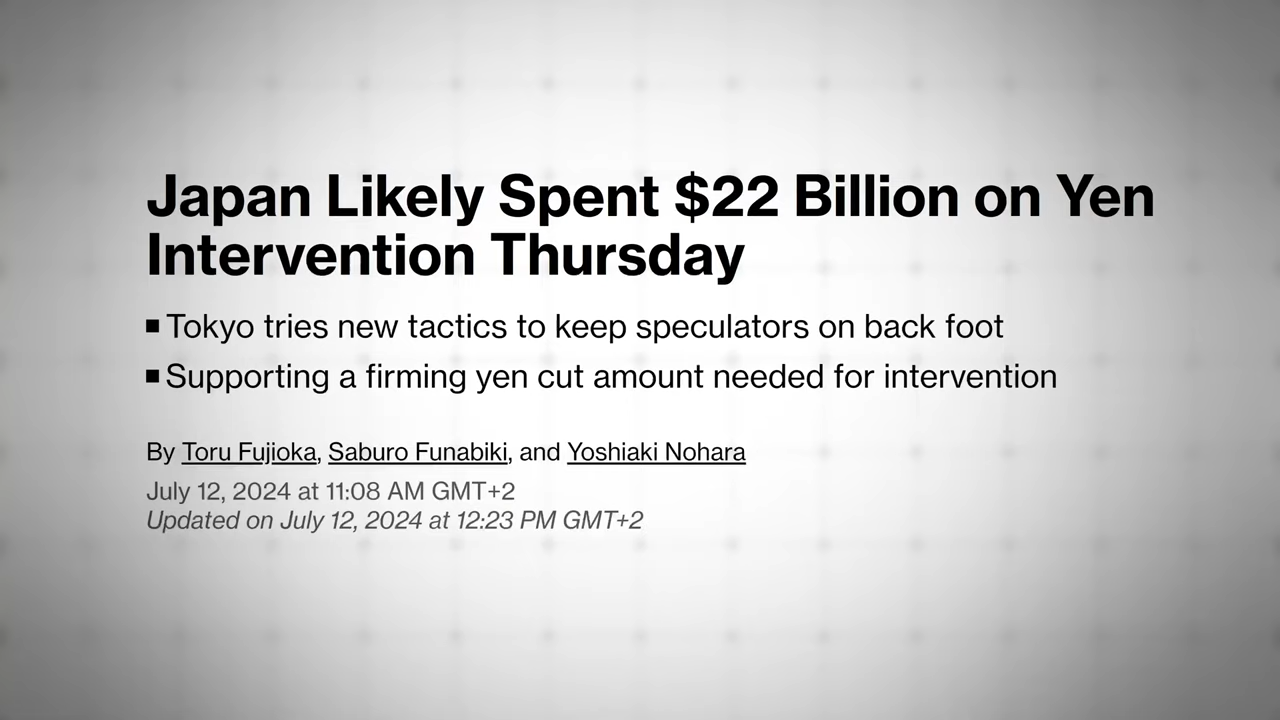 Japan Likely Spent $22 Billion on Yen
Intervention Thursday
■ Tokyo tries new tactics to keep speculators on back foot
■ Supporting a firming yen cut amount needed for intervention
By Toru Fujioka, Saburo Funabiki, and Yoshiaki Nohara
July 12, 2024 at 11:08 AM GMT+2
Updated on July 12, 2024 at 12:23 PM GMT+2